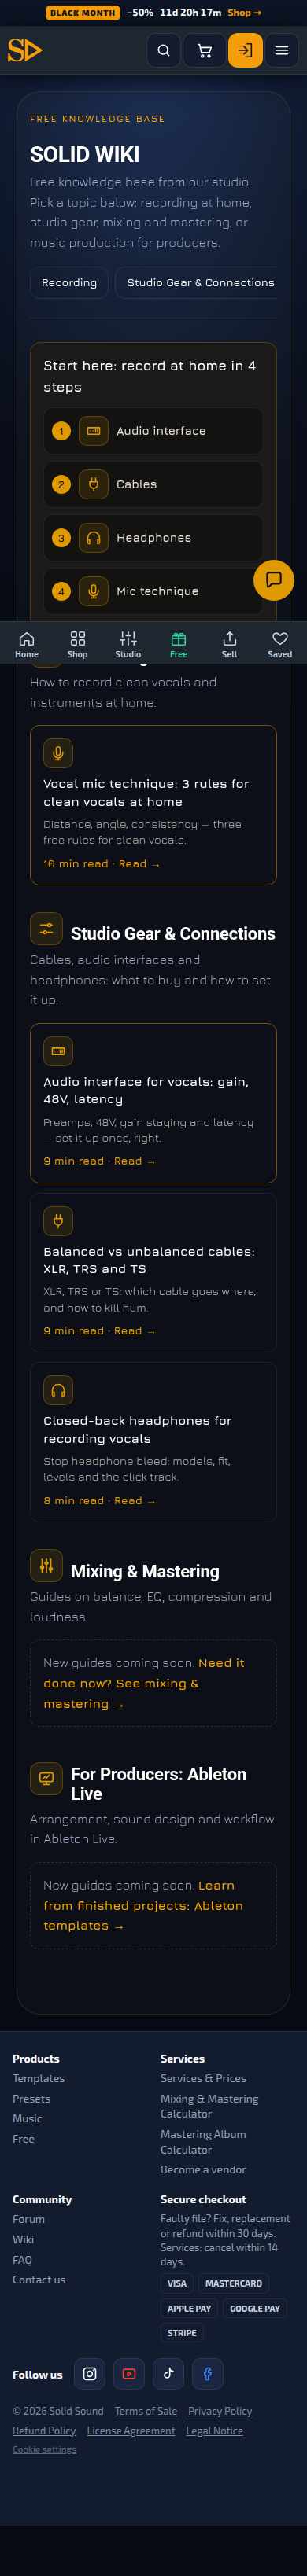 BLACK MONTH −50% · 11d 20h 17m Shop →
FREE KNOWLEDGE BASE
SOLID WIKI
Free knowledge base from our studio.
Pick a topic below: recording at home,
studio gear, mixing and mastering, or
music production for producers.
Recording Studio Gear & Connections
Start here: record at home in 4
steps
1 Audio interface
2 Cables
3 Headphones
4 Mic technique
Home Shop Studio Free Sell Saved
How to record clean vocals and
instruments at home.
Vocal mic technique: 3 rules for
clean vocals at home
Distance, angle, consistency — three
free rules for clean vocals.
10 min read · Read →
Studio Gear & Connections
Cables, audio interfaces and
headphones: what to buy and how to set
it up.
Audio interface for vocals: gain,
48V, latency
Preamps, 48V, gain staging and latency
— set it up once, right.
9 min read · Read →
Balanced vs unbalanced cables:
XLR, TRS and TS
XLR, TRS or TS: which cable goes where,
and how to kill hum.
9 min read · Read →
Closed-back headphones for
recording vocals
Stop headphone bleed: models, fit,
levels and the click track.
8 min read · Read →
Mixing & Mastering
Guides on balance, EQ, compression and
loudness.
New guides coming soon. Need it
done now? See mixing &
mastering →
For Producers: Ableton
Live
Arrangement, sound design and workflow
in Ableton Live.
New guides coming soon. Learn
from finished projects: Ableton
templates →
Products
Templates
Presets
Music
Free
Services
Services & Prices
Mixing & Mastering
Calculator
Mastering Album
Calculator
Become a vendor
Community
Forum
Wiki
FAQ
Contact us
Secure checkout
Faulty file? Fix, replacement
or refund within 30 days.
Services: cancel within 14
days.
VISA MASTERCARD
APPLE PAY GOOGLE PAY
STRIPE
Follow us
© 2026 Solid Sound Terms of Sale Privacy Policy
Refund Policy License Agreement Legal Notice
Cookie settings